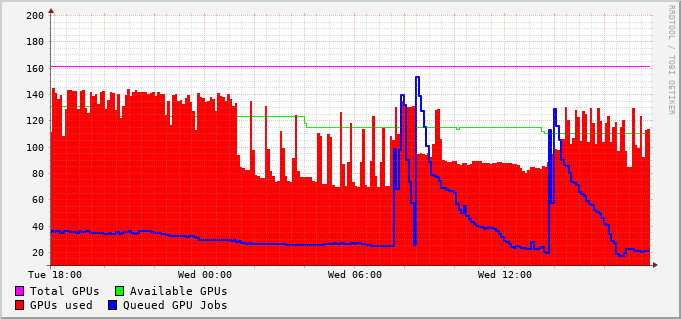 200
180
160
140
120
100
80
60
40
20
Tue 18:00 Wed 00:00 Wed 06:00 Wed 12:00
Total GPUs Available GPUs
GPUs used Queued GPU Jobs
RRDTOOL / TOBI OETIKER